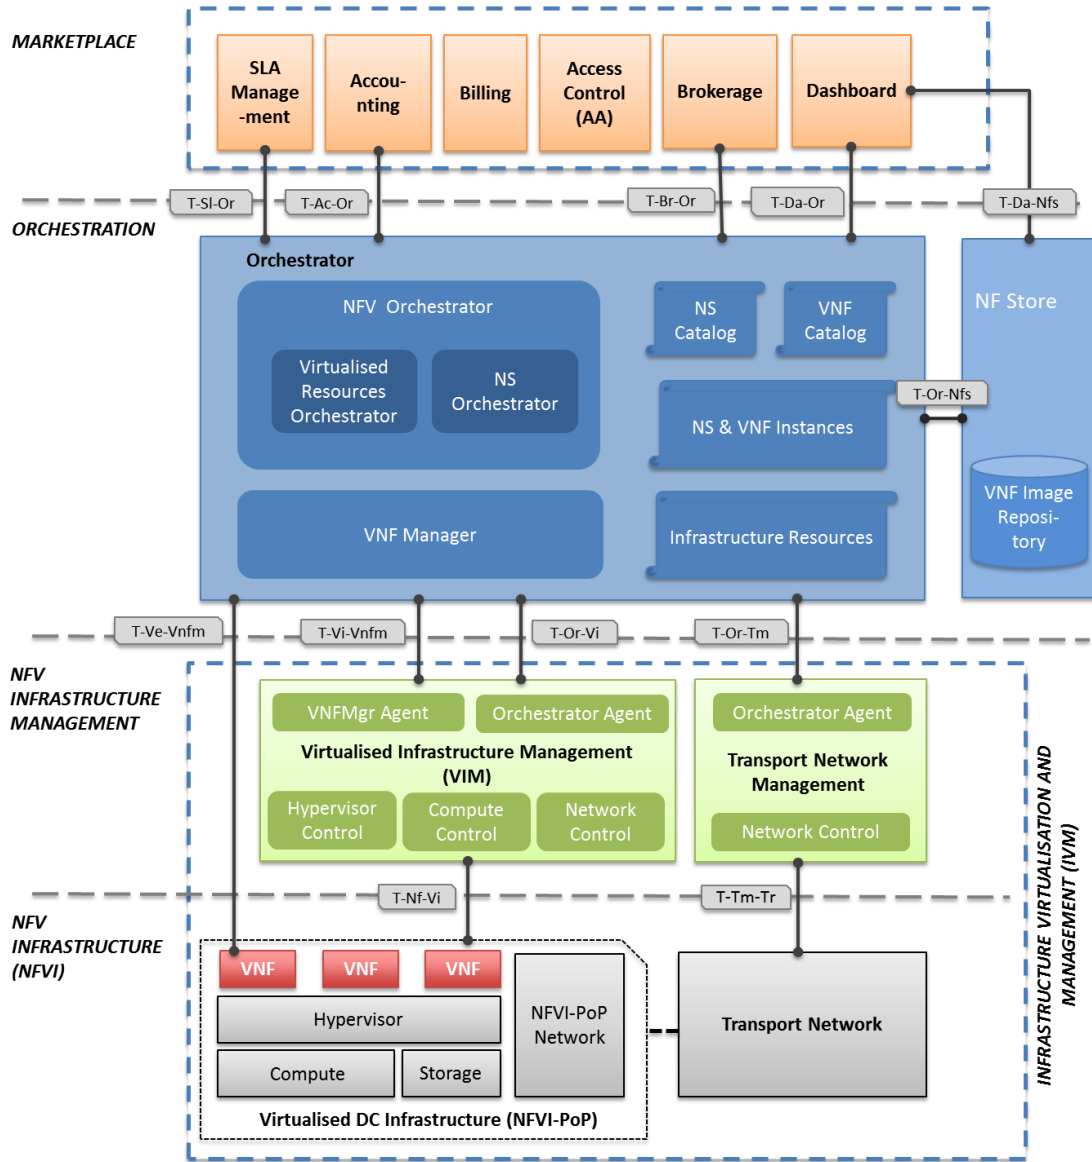 MARKETPLACE
SLA
Manage
-ment
Accou-
nting
Billing
Access
Control
(AA)
Brokerage
Dashboard
T-Sl-Or
T-Ac-Or
T-Br-Or
T-Da-Or
T-Da-Nfs
ORCHESTRATION
Orchestrator
NFV Orchestrator
Virtualised
Resources
Orchestrator
NS
Orchestrator
NS
Catalog
VNF
Catalog
NF Store
T-Or-Nfs
NS & VNF Instances
VNF Manager
Infrastructure Resources
VNF Image
Reposi-
tory
T-Ve-Vnfm
T-Vi-Vnfm
T-Or-Vi
T-Or-Tm
NFV
INFRASTRUCTURE
MANAGEMENT
VNFMgr Agent
Orchestrator Agent
Virtualised Infrastructure Management
(VIM)
Hypervisor
Control
Compute
Control
Network
Control
Orchestrator Agent
Transport Network
Management
Network Control
INFRASTRUCTURE VIRTUALISATION AND
MANAGEMENT (IVM)
T-Nf-Vi
T-Tm-Tr
NFV
INFRASTRUCTURE
(NFVI)
VNF
VNF
VNF
Hypervisor
Compute
Storage
NFVI-PoP
Network
Virtualised DC Infrastructure (NFVI-PoP)
Transport Network